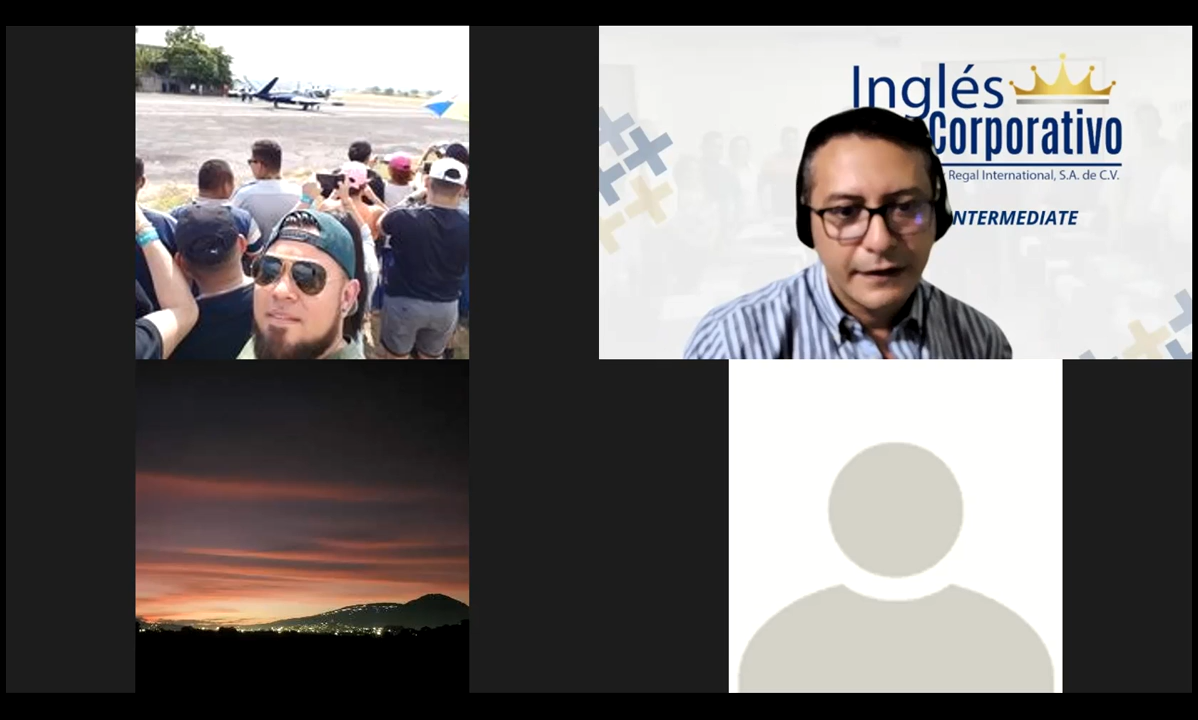 Inglés
Corporativo
Regal International, S.A. de C.V.
INTERMEDIATE